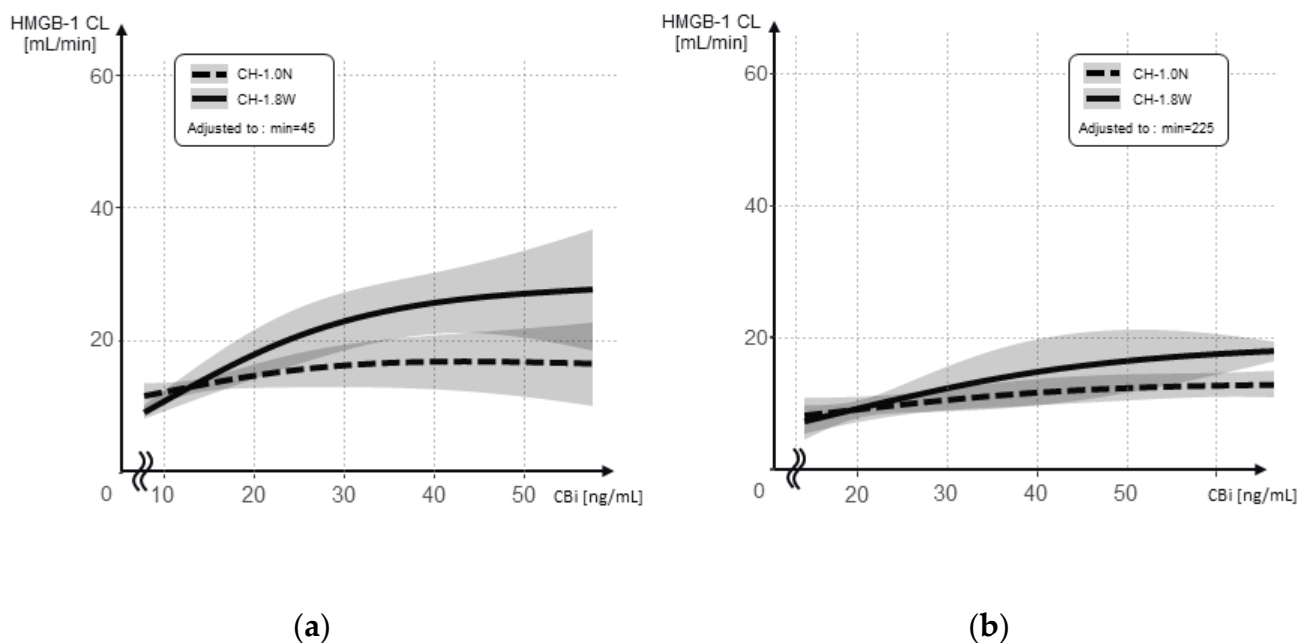 HMGB-1 CL
[mL/min]
60
40
20
CH-1.0N
CH-1.8W
Adjusted to : min=45
0 10 20 30 40 50 CBi [ng/mL]
(a)
HMGB-1 CL
[mL/min]
60
40
20
CH-1.0N
CH-1.8W
Adjusted to : min=225
0 20 30 40 50 CBi [ng/mL]
(b)